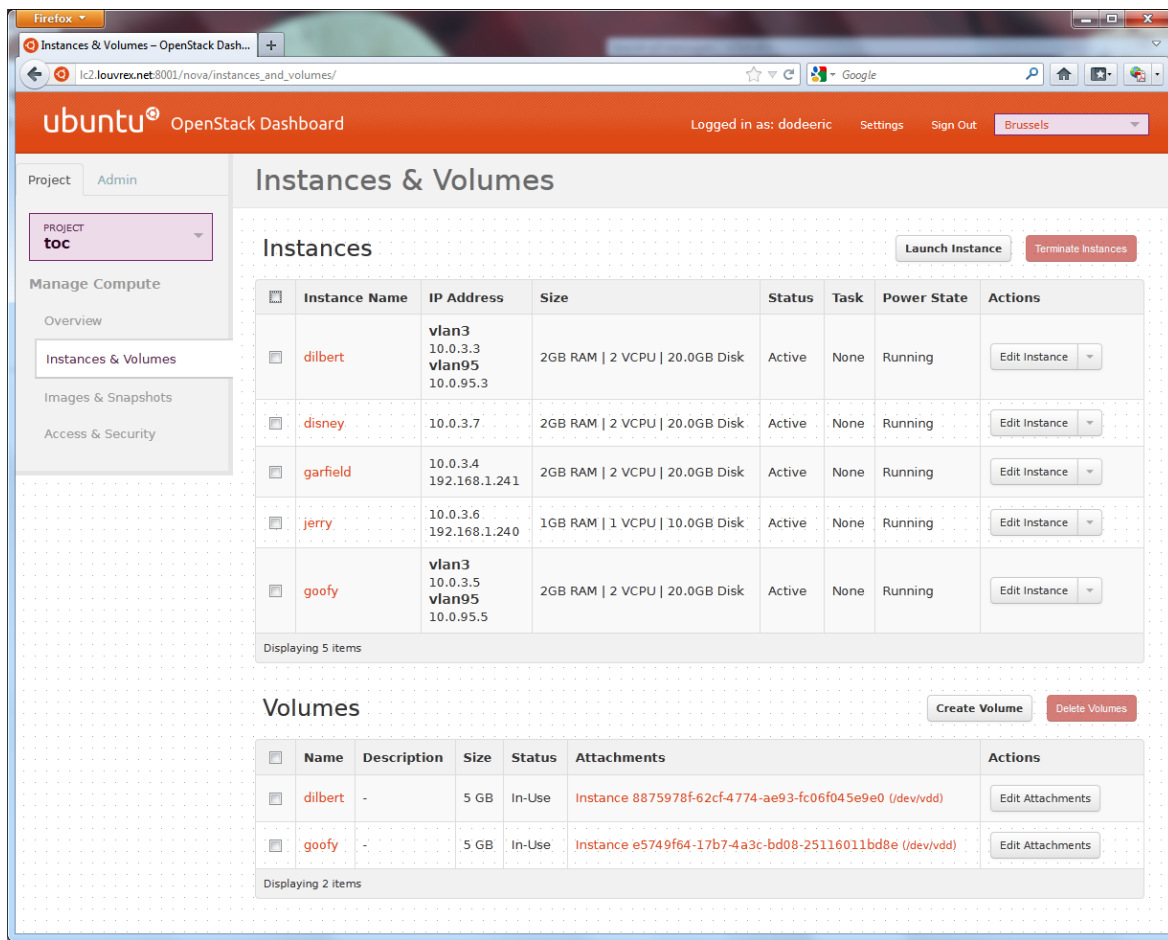 Firefox
Instances & Volumes – OpenStack Dash...
lc2.louvrex.net:8001/nova/instances_and_volumes/
Google
ubuntu OpenStack Dashboard
Logged in as: dodeeric Settings Sign Out Brussels
Project Admin
Instances & Volumes
PROJECT
toc
Manage Compute
Overview
Instances & Volumes
Images & Snapshots
Access & Security
Instances
Launch Instance Terminate Instances
Instance Name IP Address Size Status Task Power State Actions
dilbert vlan3
10.0.3.3
vlan95
10.0.95.3 2GB RAM | 2 VCPU | 20.0GB Disk Active None Running Edit Instance
disney 10.0.3.7 2GB RAM | 2 VCPU | 20.0GB Disk Active None Running Edit Instance
garfield 10.0.3.4
192.168.1.241 2GB RAM | 2 VCPU | 20.0GB Disk Active None Running Edit Instance
jerry 10.0.3.6
192.168.1.240 1GB RAM | 1 VCPU | 10.0GB Disk Active None Running Edit Instance
goofy vlan3
10.0.3.5
vlan95
10.0.95.5 2GB RAM | 2 VCPU | 20.0GB Disk Active None Running Edit Instance
Displaying 5 items
Volumes
Create Volume Delete Volumes
Name Description Size Status Attachments Actions
dilbert - 5 GB In-Use Instance 8875978f-62cf-4774-ae93-fc06f045e9e0 (/dev/vdd) Edit Attachments
goofy - 5 GB In-Use Instance e5749f64-17b7-4a3c-bd08-25116011bd8e (/dev/vdd) Edit Attachments
Displaying 2 items